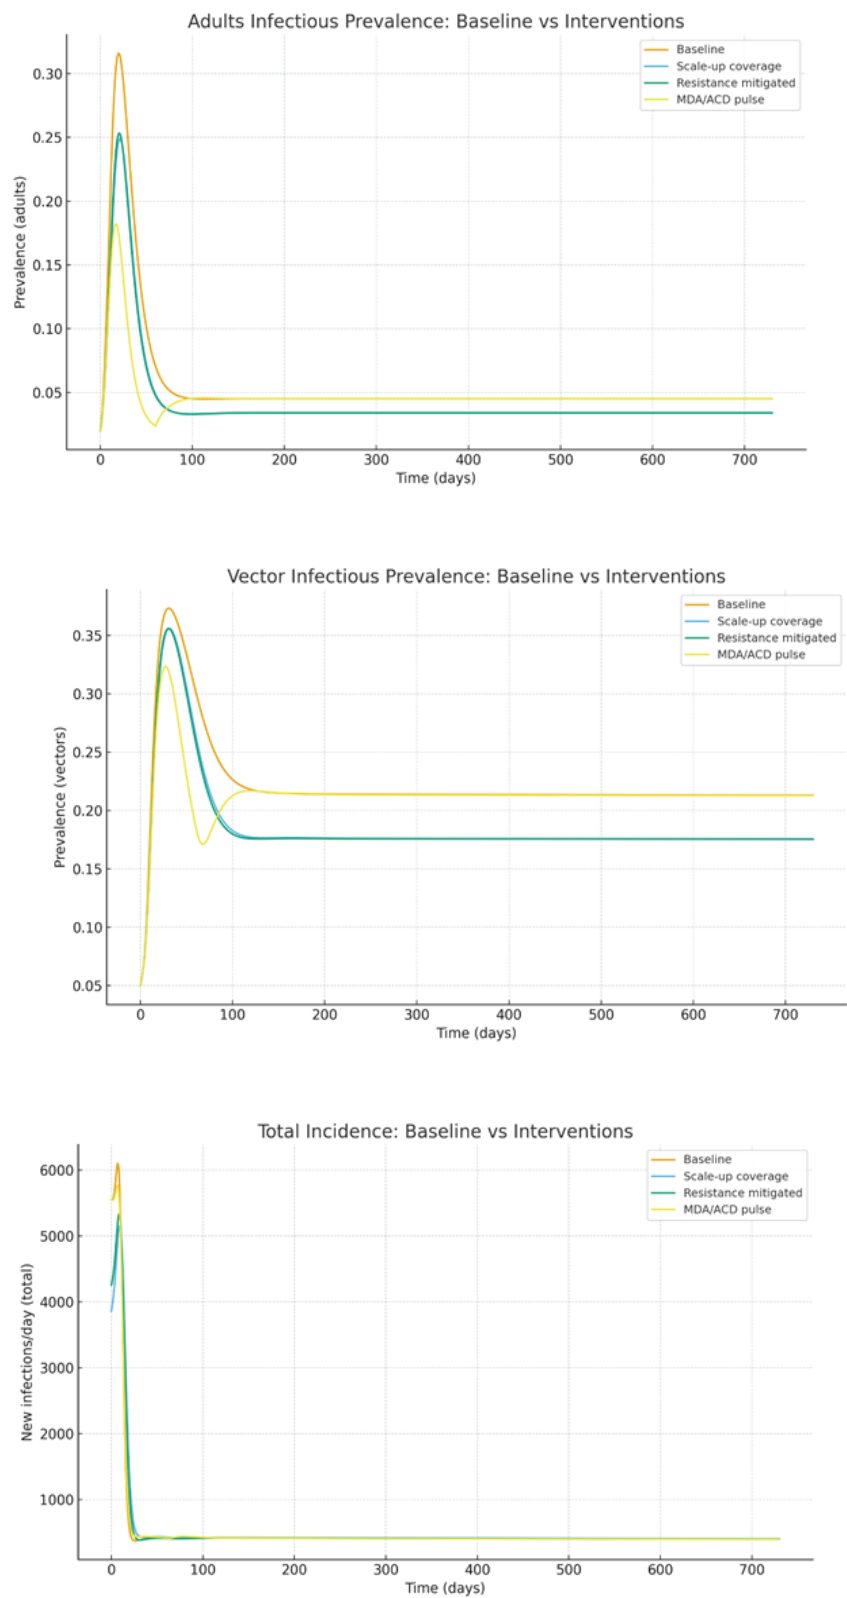 Adults Infectious Prevalence: Baseline vs Interventions
Baseline
Scale-up coverage
Resistance mitigated
MDA/ACD pulse
Prevalence (adults)
0.30
0.25
0.20
0.15
0.10
0.05
0 100 200 300 400 500 600 700
Time (days)
Vector Infectious Prevalence: Baseline vs Interventions
Baseline
Scale-up coverage
Resistance mitigated
MDA/ACD pulse
Prevalence (vectors)
0.35
0.30
0.25
0.20
0.15
0.10
0.05
0 100 200 300 400 500 600 700
Time (days)
Total Incidence: Baseline vs Interventions
Baseline
Scale-up coverage
Resistance mitigated
MDA/ACD pulse
New infections/day (total)
6000
5000
4000
3000
2000
1000
0 100 200 300 400 500 600 700
Time (days)